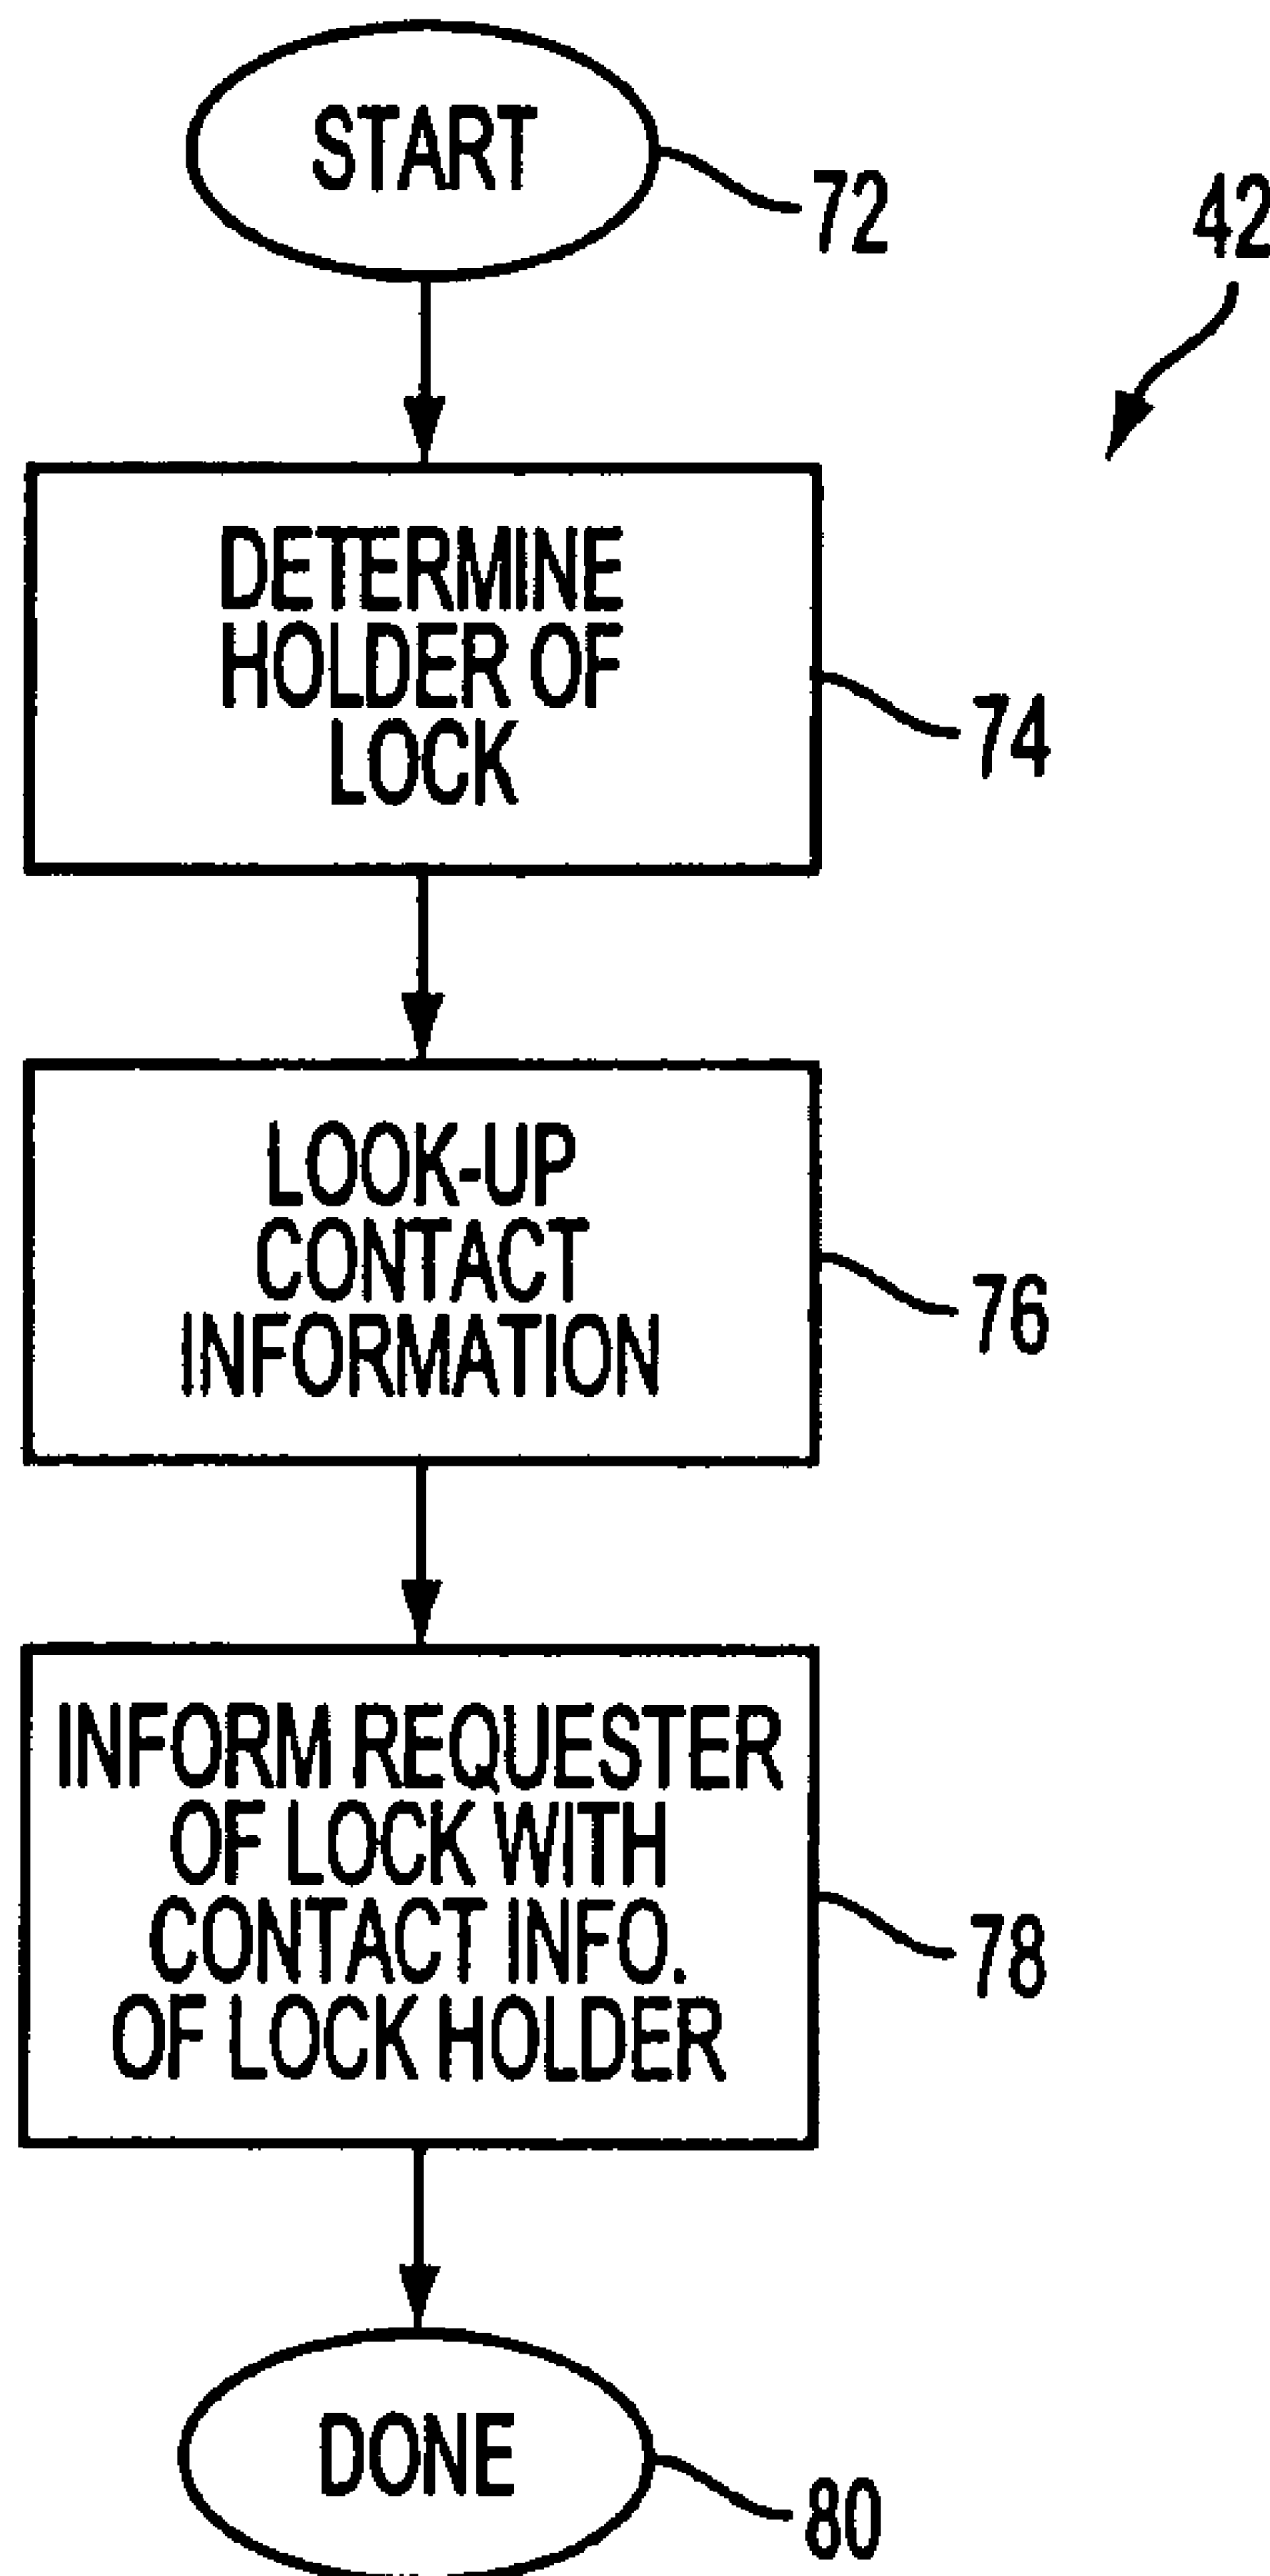 START
72
42
DETERMINE
HOLDER OF
LOCK
74
LOOK-UP
CONTACT
INFORMATION
76
INFORM REQUESTER
OF LOCK WITH
CONTACT INFO.
OF LOCK HOLDER
78
DONE
80